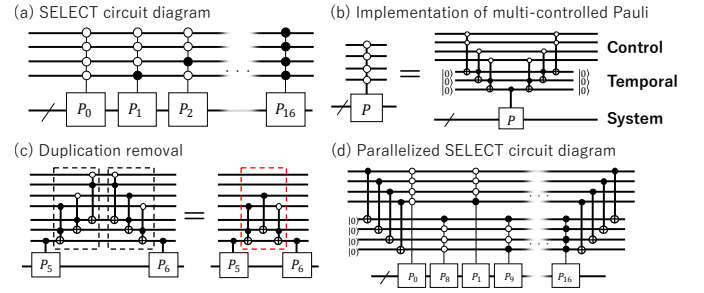 (a) SELECT circuit diagram
P0 P1 P2 · · · P16
(b) Implementation of multi-controlled Pauli
P = |0⟩ |0⟩ |0⟩ P |0⟩ |0⟩ |0⟩
Control
Temporal
System
(c) Duplication removal
P5 P6 = P5 P6
(d) Parallelized SELECT circuit diagram
|0⟩
|0⟩
|0⟩
|0⟩
P0 P8 P1 P9 · · · P16